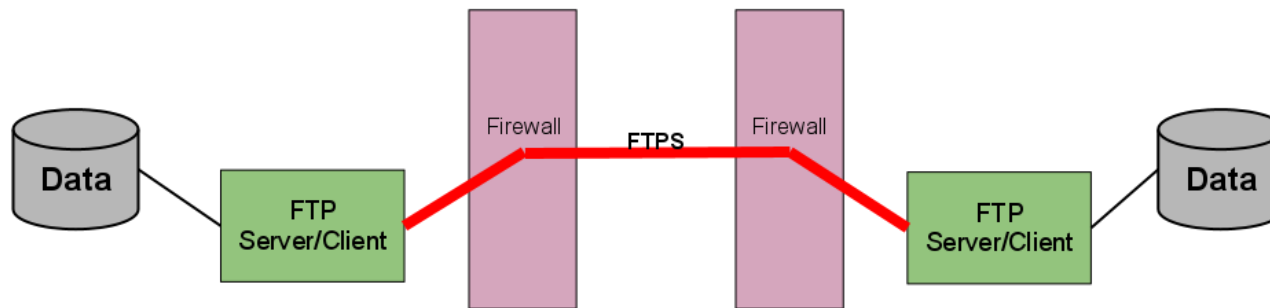 Firewall
Firewall
FTPS
Data
FTP
Server/Client
FTP
Server/Client
Data